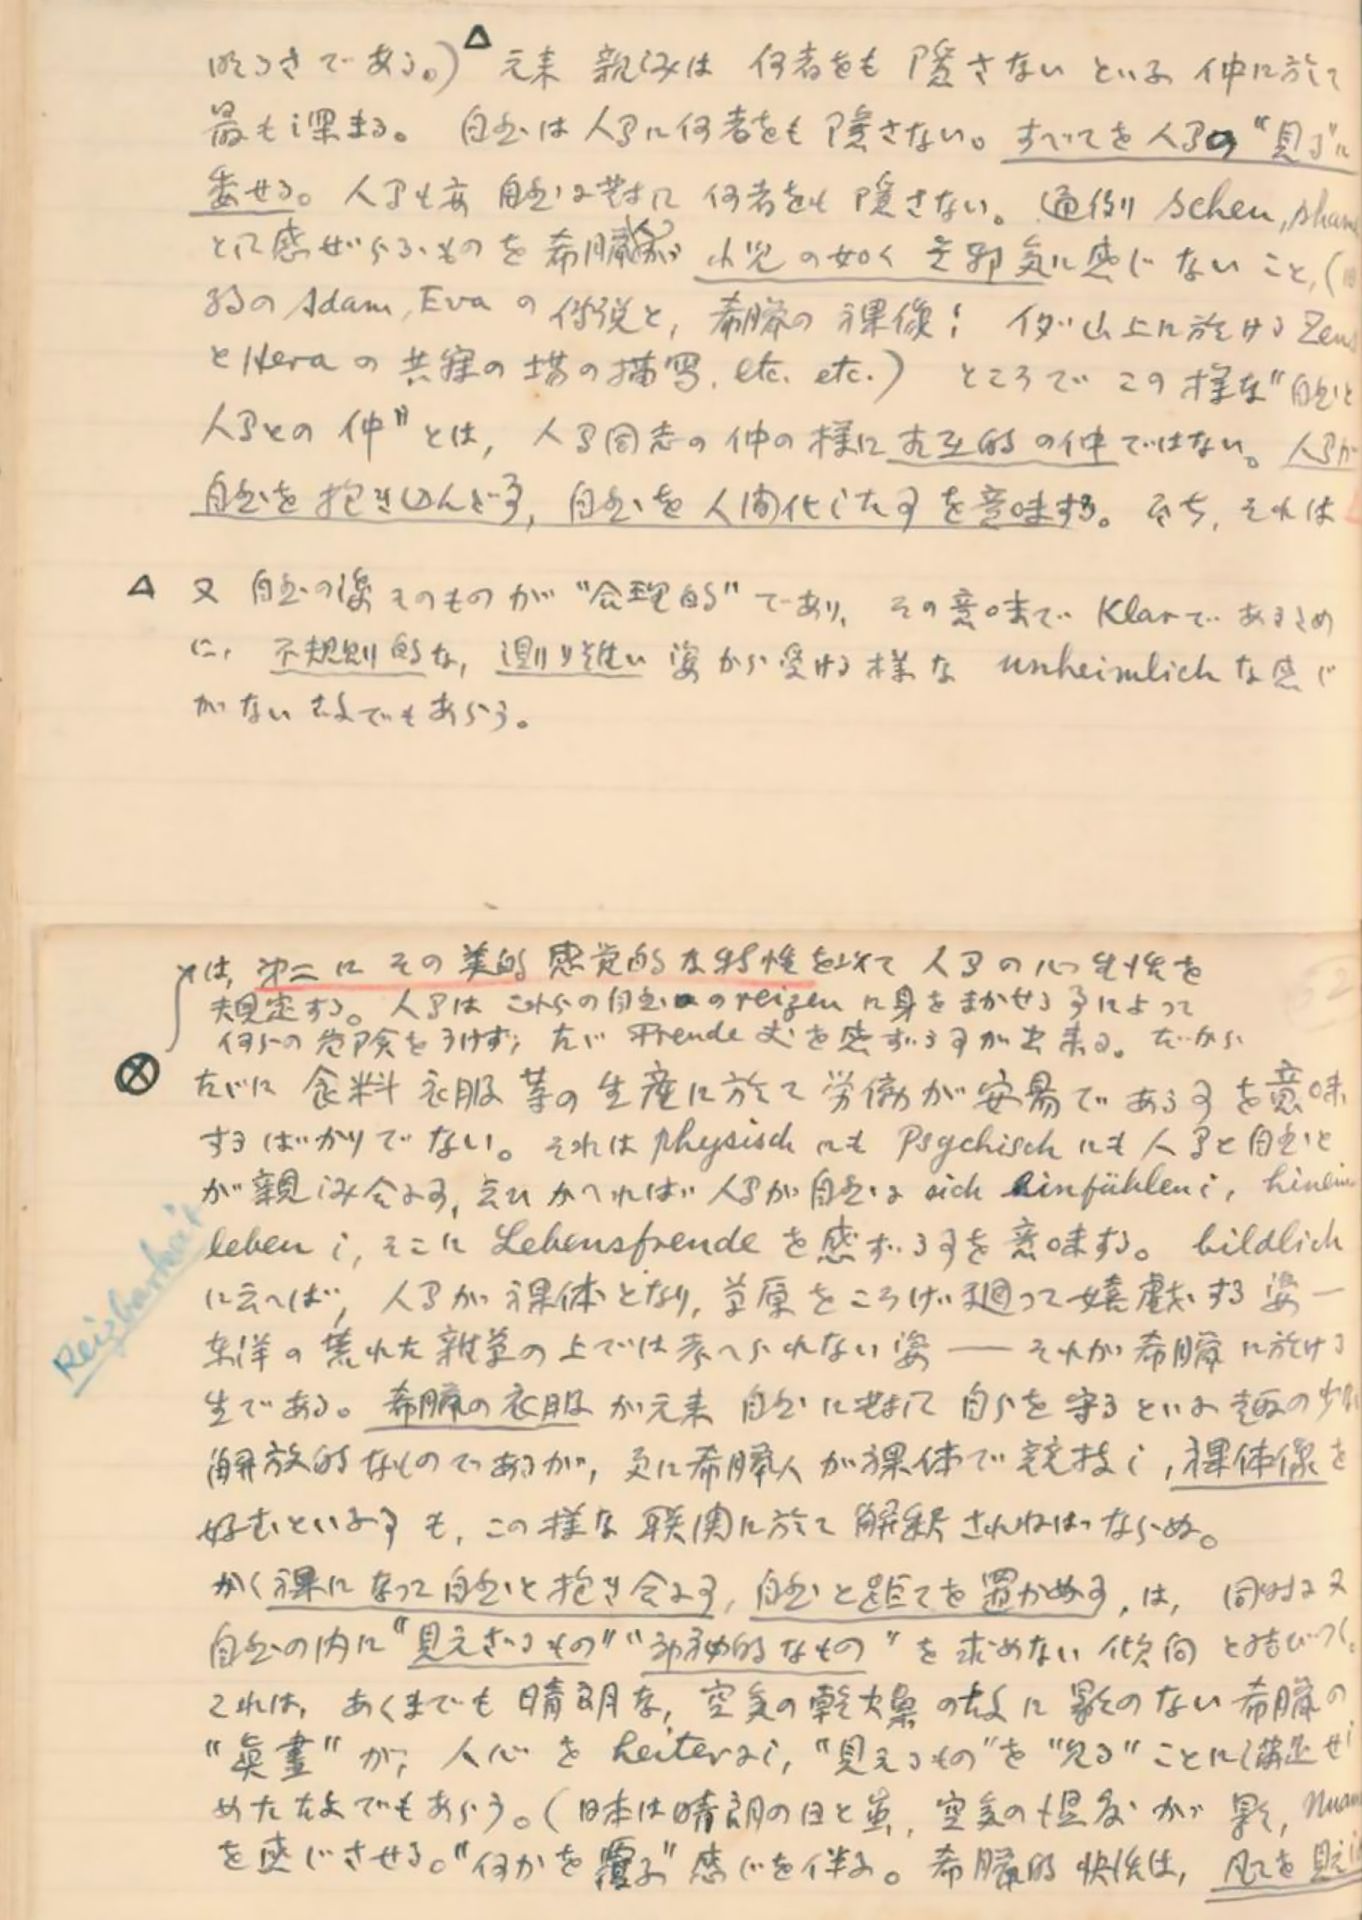 明るさである。)△ 元来 親しみは 何者をも 隠さない といふ 仲に於て
最も深まる。 自然は人間に何者をも隠さない。すべてを人間の“見る”に
委せる。人間も亦 自然に対して 何者をも 隠さない。通例 Scheu, sham
として感ぜらるゝものを希臘人が 小児の如く 無邪気に感じないこと,(旧
約の Adam, Eva の伝説と, 希臘の 裸像! イダ山上に於ける Zeus
と Hera の 共寝の場の描写, etc. etc.) ところで この様な“自然と
人間との仲”とは, 人間同志の仲の様に 相互的の仲ではない。人間が
自然を抱き込んだ事, 自然を人間化した事を意味する。即ち, それは
△ 又 自然の姿そのものが“合理的”であり, その意味で Klar であるため
に, 不規則的な, 測り難い 姿から受ける様な unheimlich な感じ
がない故でもあらう。
は, 第二に その美的 感覚的な特性を以て 人間の心 生活を
規定する。人間は これらの自然の reizen に身をまかせる事によって
何らの危険をうけず, ただ Freude 丈を感ずる事が出来る。だから
⊗ たゞに 食料 衣服 等の生産に於て 労働が安易である事を意味
するばかりでない。それは physisch にも Psychisch にも 人間と自然と
が親しみ合ふ事, 云ひかへれば 人間が自然に sich einfühlen し, hinein
leben し, そこに Lebensfreude を感ずる事を意味する。bildlich
に云へば, 人間が裸体となり, 草原をころげ廻って嬉戯する姿—
東洋の荒れた雑草の上では考へられない姿 —— それが希臘に於ける
生である。希臘の衣服が元来 自然に対して 自らを守るといふ趣の少い
解放的なものであるが, 更に希臘人が裸体で競技し, 裸体像を
好むといふ事も, この様な 聯関に於て 解釈されねばならぬ。
かく裸になって自然と抱き合ふ事, 自然と距てを置かぬ事, は, 同時に又
自然の内に“見えざるもの”“神秘的なもの”を求めない 傾向と結びつく。
これは, あくまでも 晴朗な, 空気の乾燥の故に 影のない 希臘の
“真昼”が, 人心を heiter にし, “見えるもの”を“見る”ことに満足せし
めた故でもあらう。(日本は晴朗の日と雖, 空気の湿気が 影, Nuan
を感じさせる。“何かを覆ふ”感じを伴ふ。希臘的 快活は, 凡てを見
Reizbarkeit